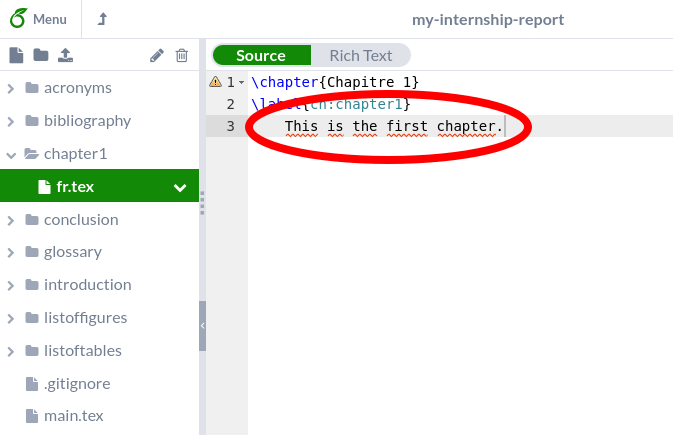 Menu
my-internship-report
Source
Rich Text
acronyms
bibliography
chapter1
fr.tex
conclusion
glossary
introduction
listoffigures
listoftables
.gitignore
main.tex
1 \chapter{Chapitre 1}
2 \label{ch:chapter1}
3 This is the first chapter.